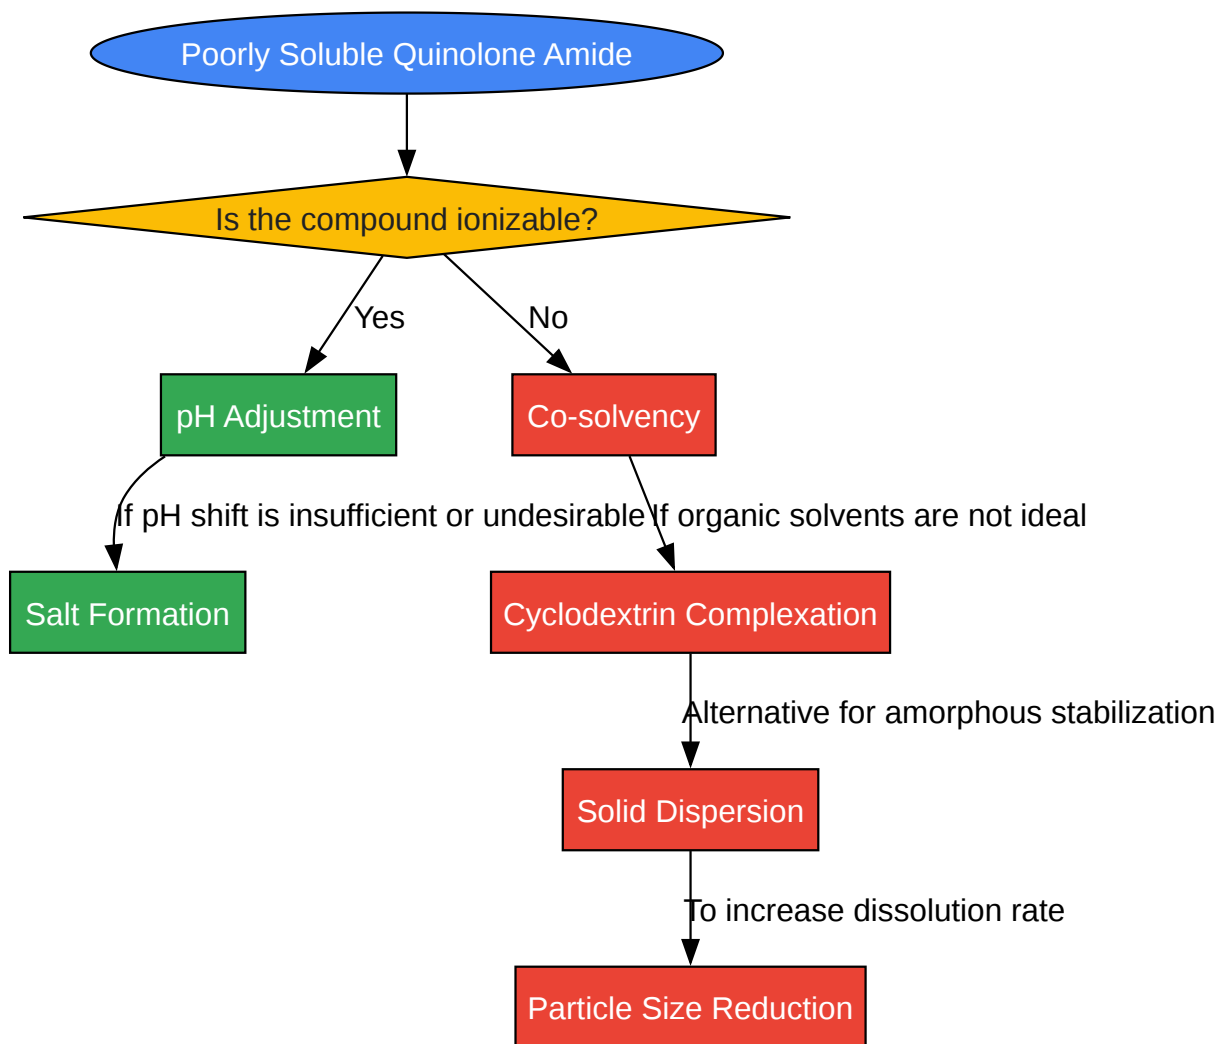 Poorly Soluble Quinolone Amide
Is the compound ionizable?
Yes
No
pH Adjustment
Co-solvency
If pH shift is insufficient or undesirable
If organic solvents are not ideal
Salt Formation
Cyclodextrin Complexation
Alternative for amorphous stabilization
Solid Dispersion
To increase dissolution rate
Particle Size Reduction